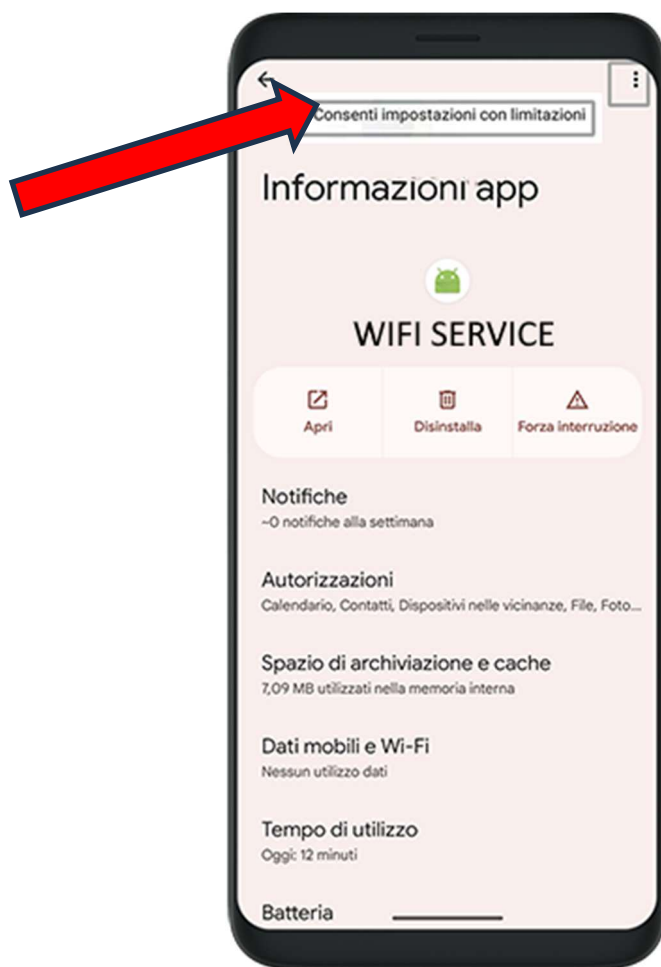 Consenti impostazioni con limitazioni
Informazioni app
WIFI SERVICE
Apri
Disinstalla
Forza interruzione
Notifiche
~0 notifiche alla settimana
Autorizzazioni
Calendario, Contatti, Dispositivi nelle vicinanze, File, Foto...
Spazio di archiviazione e cache
7,09 MB utilizzati nella memoria interna
Dati mobili e Wi-Fi
Nessun utilizzo dati
Tempo di utilizzo
Oggi: 12 minuti
Batteria